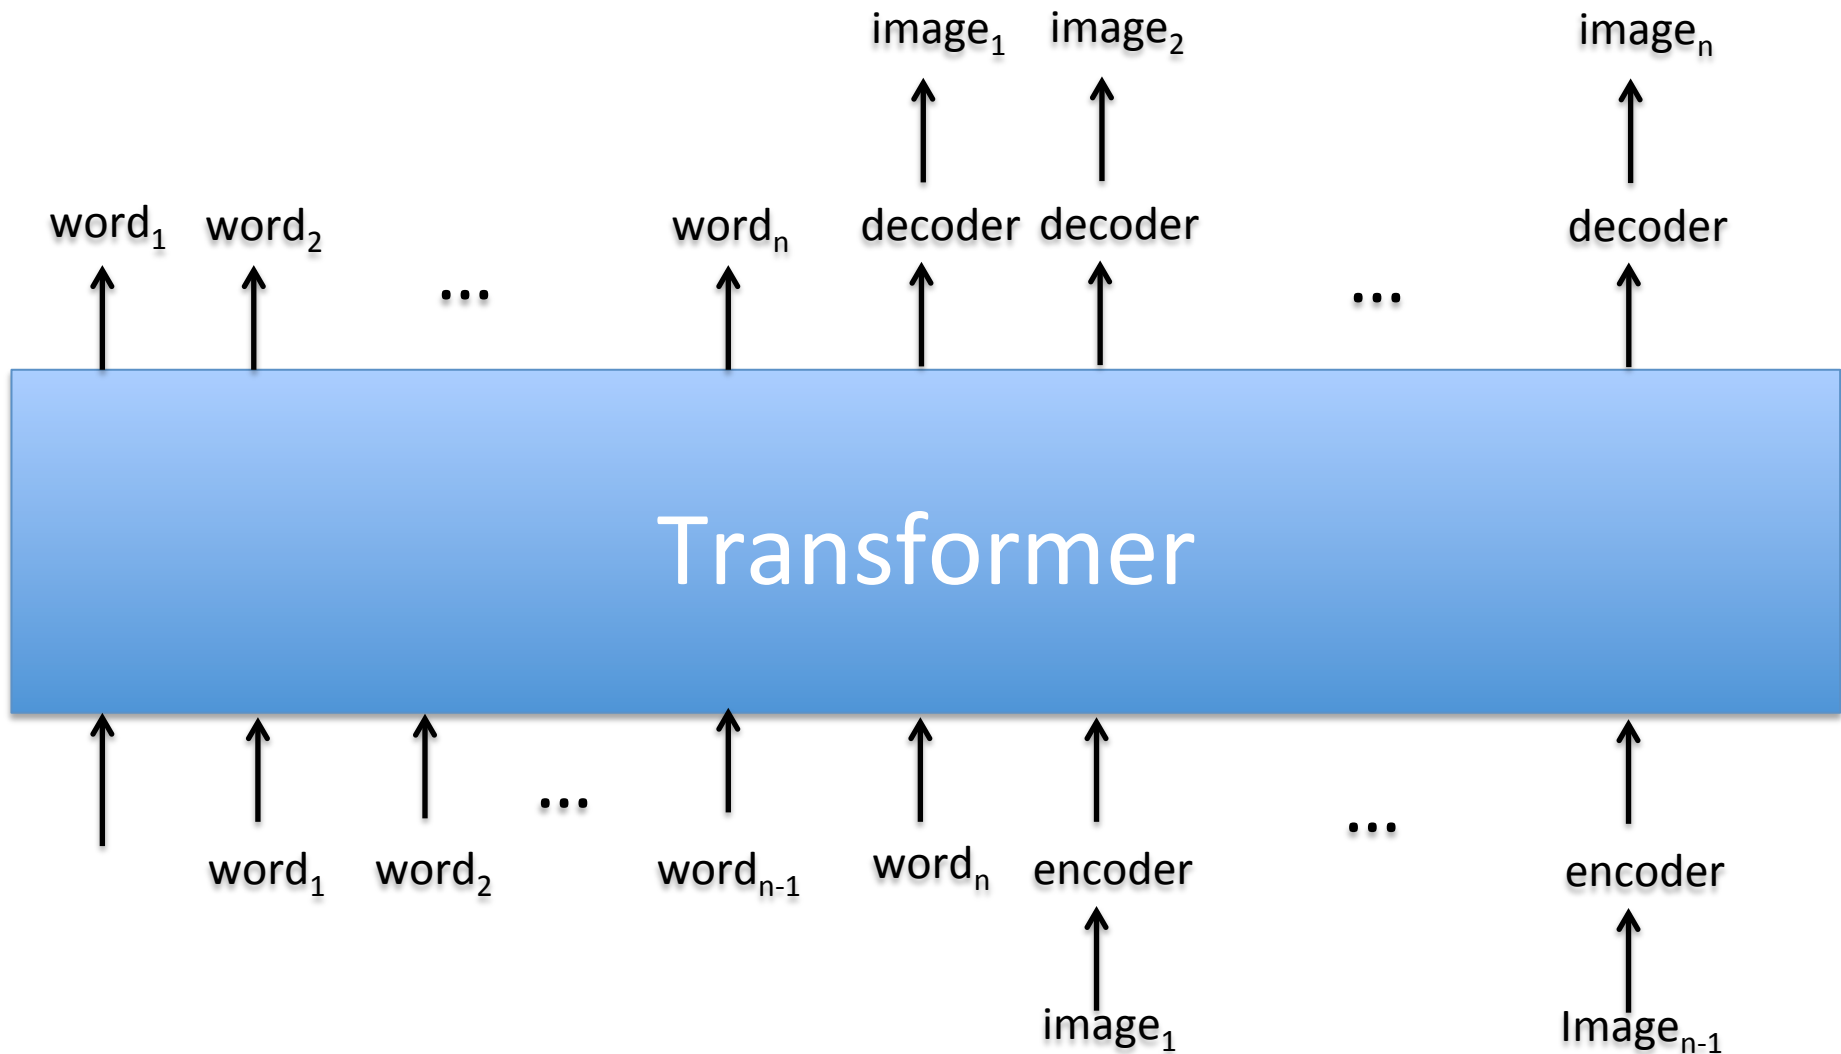 image₁ image₂ imageₙ
word₁ word₂ wordₙ decoder decoder decoder
... ...
Transformer
... ...
word₁ word₂ wordₙ₋₁ wordₙ encoder encoder
image₁ Imageₙ₋₁